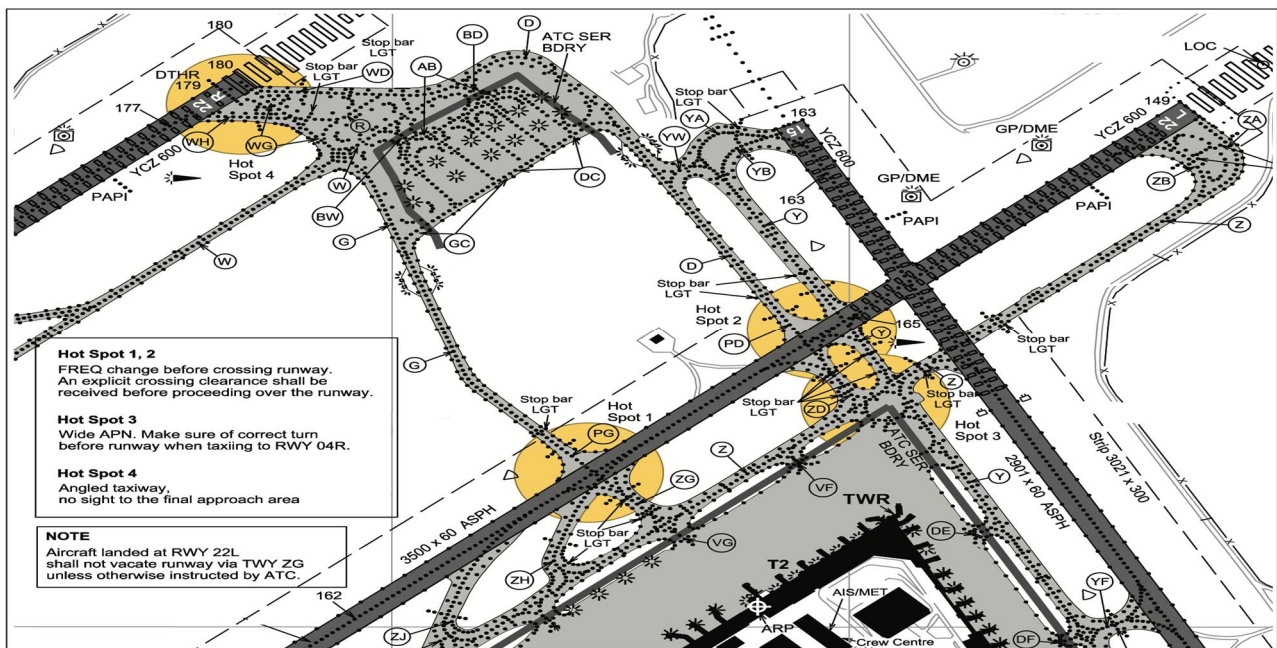 180
D
BD
ATC SER
BDRY
Stop bar
LGT
AB
180
DTHR
179
Stop bar
LGT
WD
LOC
177
22
R
R
WH
WG
Hot
Spot 4
W
BW
DC
PAPI
G
GC
W
Stop bar
LGT
YA
YW
163
15
YCZ 600
YB
163
Y
GP/DME
GP/DME
PAPI
149
YCZ 600
22
L
ZA
ZB
PAPI
Z
D
Stop bar
LGT
Hot
Spot 2
PD
165
Y
Stop bar
LGT
Z
Stop bar
LGT
ZD
Stop bar
LGT
Hot
Spot 3
Hot Spot 1, 2
FREQ change before crossing runway.
An explicit crossing clearance shall be
received before proceeding over the runway.
Hot Spot 3
Wide APN. Make sure of correct turn
before runway when taxiing to RWY 04R.
Hot Spot 4
Angled taxiway,
no sight to the final approach area
NOTE
Aircraft landed at RWY 22L
shall not vacate runway via TWY ZG
unless otherwise instructed by ATC.
G
Stop bar
LGT
Hot
Spot 1
PG
ZG
Z
VF
ATC SER
BDRY
Y
2901 x 60 ASPH
Strip 3021 x 300
3500 x 60 ASPH
Stop bar
LGT
VG
TWR
DE
ZH
T2
AIS/MET
YF
162
ZJ
ARP
Crew Centre
DF